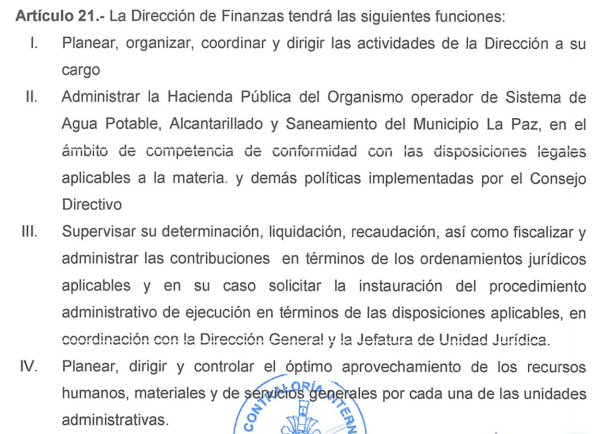 Artículo 21.- La Dirección de Finanzas tendrá las siguientes funciones:
I. Planear, organizar, coordinar y dirigir las actividades de la Dirección a su
cargo
II. Administrar la Hacienda Pública del Organismo operador de Sistema de
Agua Potable, Alcantarillado y Saneamiento del Municipio La Paz, en el
ámbito de competencia de conformidad con las disposiciones legales
aplicables a la materia. y demás políticas implementadas por el Consejo
Directivo
III. Supervisar su determinación, liquidación, recaudación, así como fiscalizar y
administrar las contribuciones en términos de los ordenamientos jurídicos
aplicables y en su caso solicitar la instauración del procedimiento
administrativo de ejecución en términos de las disposiciones aplicables, en
coordinación con la Dirección General y la Jefatura de Unidad Jurídica.
IV. Planear, dirigir y controlar el óptimo aprovechamiento de los recursos
humanos, materiales y de servicios generales por cada una de las unidades
administrativas.
CONTRALORÍA INTERN